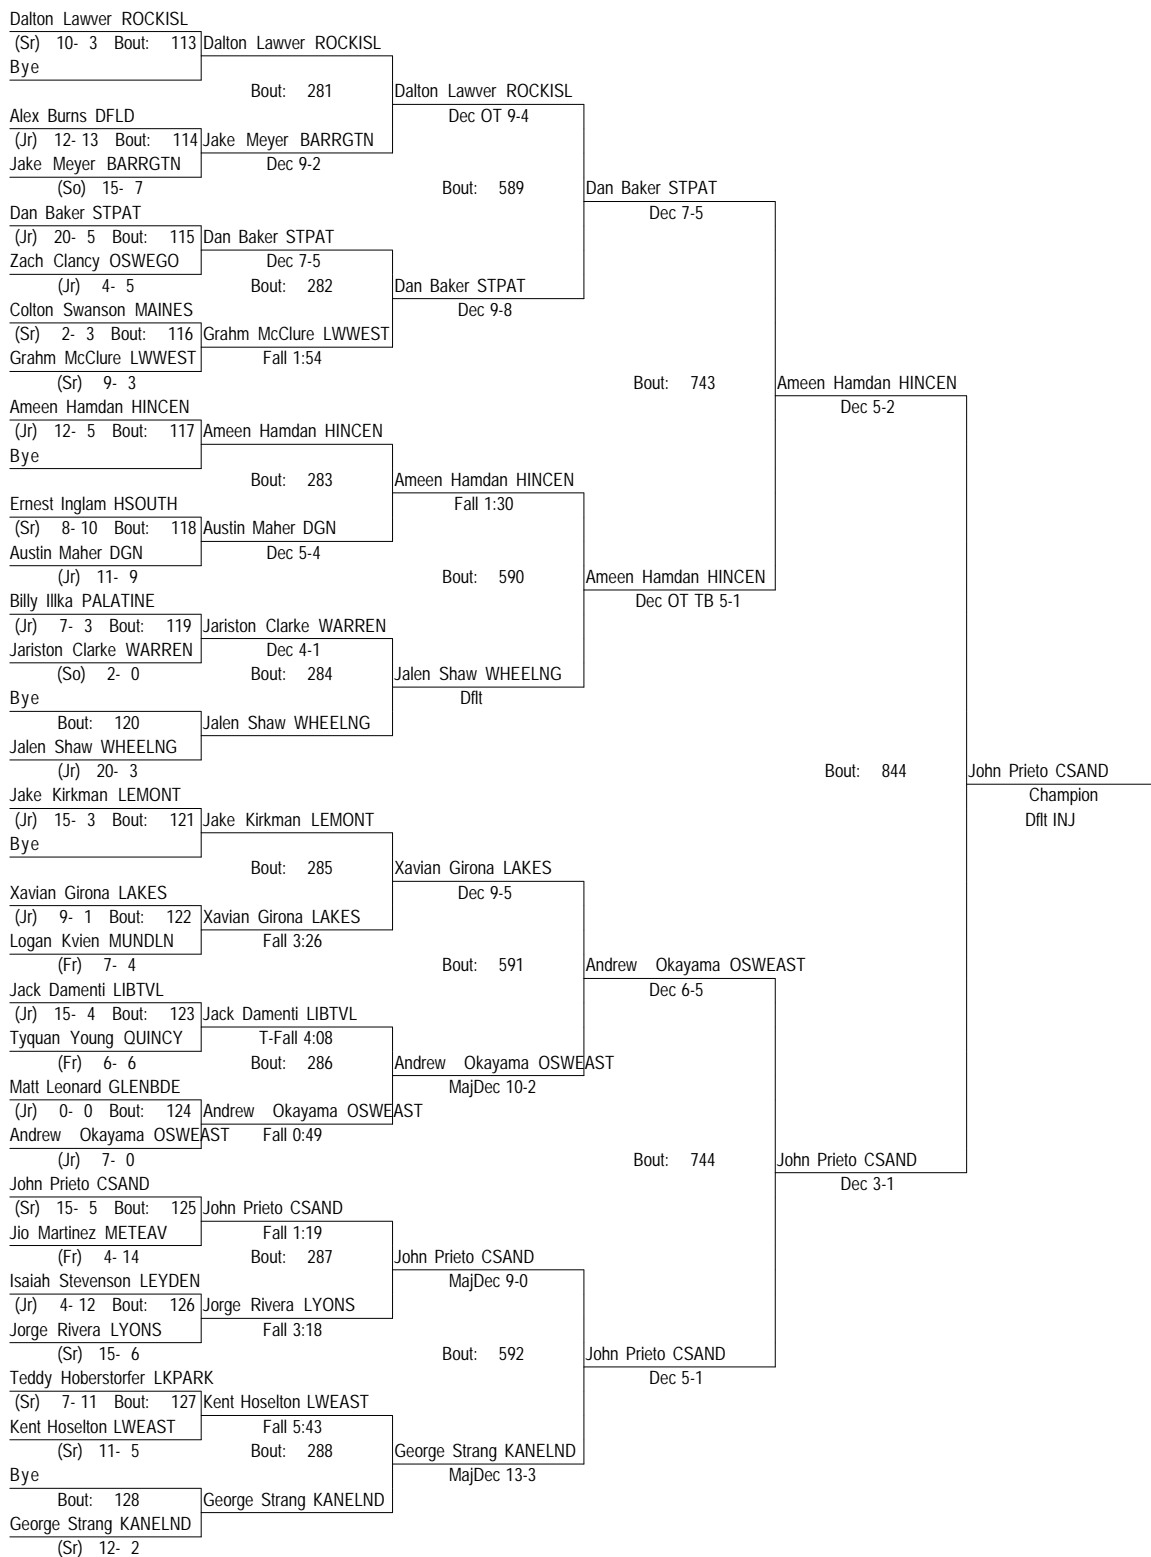 Dalton Lawver ROCKISL
(Sr) 10- 3 Bout: 113 Dalton Lawver ROCKISL
Bye
Bout: 281 Dalton Lawver ROCKISL
Alex Burns DFLD Dec OT 9-4
(Jr) 12- 13 Bout: 114 Jake Meyer BARRGTN
Jake Meyer BARRGTN Dec 9-2
(So) 15- 7 Bout: 589 Dan Baker STPAT
Dan Baker STPAT Dec 7-5
(Jr) 20- 5 Bout: 115 Dan Baker STPAT
Zach Clancy OSWEGO Dec 7-5
(Jr) 4- 5 Bout: 282 Dan Baker STPAT
Colton Swanson MAINES Dec 9-8
(Sr) 2- 3 Bout: 116 Grahm McClure LWWEST
Grahm McClure LWWEST Fall 1:54
(Sr) 9- 3 Bout: 743 Ameen Hamdan HINCEN
Ameen Hamdan HINCEN Dec 5-2
(Jr) 12- 5 Bout: 117 Ameen Hamdan HINCEN
Bye
Bout: 283 Ameen Hamdan HINCEN
Ernest Inglam HSOUTH Fall 1:30
(Sr) 8- 10 Bout: 118 Austin Maher DGN
Austin Maher DGN Dec 5-4
(Jr) 11- 9 Bout: 590 Ameen Hamdan HINCEN
Billy Illka PALATINE Dec OT TB 5-1
(Jr) 7- 3 Bout: 119 Jariston Clarke WARREN
Jariston Clarke WARREN Dec 4-1
(So) 2- 0 Bout: 284 Jalen Shaw WHEELNG
Bye Dflt
Bout: 120 Jalen Shaw WHEELNG
Jalen Shaw WHEELNG
(Jr) 20- 3 Bout: 844 John Prieto CSAND
Jake Kirkman LEMONT Champion
(Jr) 15- 3 Bout: 121 Jake Kirkman LEMONT Dflt INJ
Bye
Bout: 285 Xavian Girona LAKES
Xavian Girona LAKES Dec 9-5
(Jr) 9- 1 Bout: 122 Xavian Girona LAKES
Logan Kvien MUNDLN Fall 3:26
(Fr) 7- 4 Bout: 591 Andrew Okayama OSWEAST
Jack Damenti LIBTVL Dec 6-5
(Jr) 15- 4 Bout: 123 Jack Damenti LIBTVL
Tyquan Young QUINCY T-Fall 4:08
(Fr) 6- 6 Bout: 286 Andrew Okayama OSWEAST
Matt Leonard GLENBDE MajDec 10-2
(Jr) 0- 0 Bout: 124 Andrew Okayama OSWEAST
Andrew Okayama OSWEAST Fall 0:49
(Jr) 7- 0 Bout: 744 John Prieto CSAND
John Prieto CSAND Dec 3-1
(Sr) 15- 5 Bout: 125 John Prieto CSAND
Jio Martinez METEAV Fall 1:19
(Fr) 4- 14 Bout: 287 John Prieto CSAND
Isaiah Stevenson LEYDEN MajDec 9-0
(Jr) 4- 12 Bout: 126 Jorge Rivera LYONS
Jorge Rivera LYONS Fall 3:18
(Sr) 15- 6 Bout: 592 John Prieto CSAND
Teddy Hoberstorfer LKPARK Dec 5-1
(Sr) 7- 11 Bout: 127 Kent Hoselton LWEAST
Kent Hoselton LWEAST Fall 5:43
(Sr) 11- 5 Bout: 288 George Strang KANELND
Bye MajDec 13-3
Bout: 128 George Strang KANELND
George Strang KANELND
(Sr) 12- 2